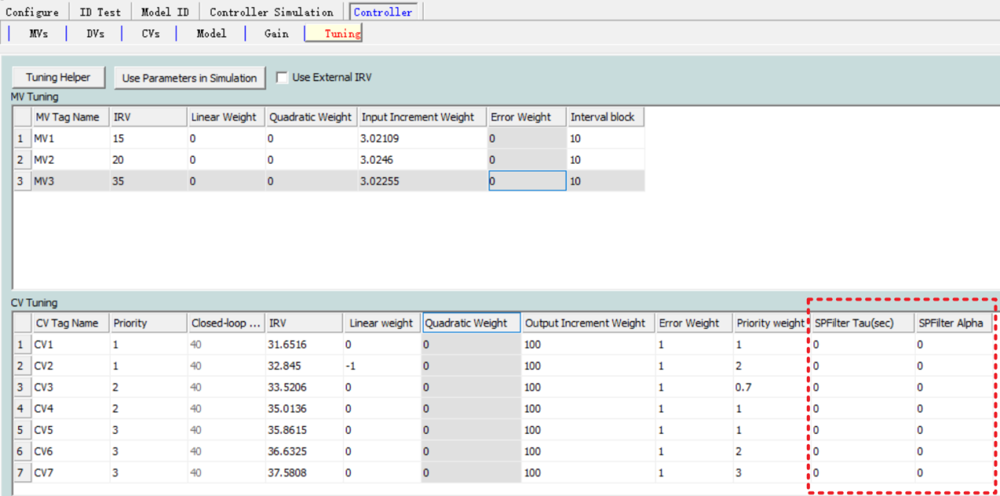 Configure ID Test Model ID Controller Simulation Controller
MVs DVs CVs Model Gain Tuning
Tuning Helper Use Parameters in Simulation Use External IRV
MV Tuning
MV Tag Name IRV Linear Weight Quadratic Weight Input Increment Weight Error Weight Interval block
1 MV1 15 0 0 3.02109 0 10
2 MV2 20 0 0 3.0246 0 10
3 MV3 35 0 0 3.02255 0 10
CV Tuning
CV Tag Name Priority Closed-loop ... IRV Linear weight Quadratic Weight Output Increment Weight Error Weight Priority weight SPFilter Tau(sec) SPFilter Alpha
1 CV1 1 40 31.6516 0 0 100 1 1 0 0
2 CV2 1 40 32.845 -1 0 100 1 2 0 0
3 CV3 2 40 33.5206 0 0 100 1 0.7 0 0
4 CV4 2 40 35.0136 0 0 100 1 1 0 0
5 CV5 3 40 35.8615 0 0 100 1 1 0 0
6 CV6 3 40 36.6325 0 0 100 1 2 0 0
7 CV7 3 40 37.5808 0 0 100 1 3 0 0